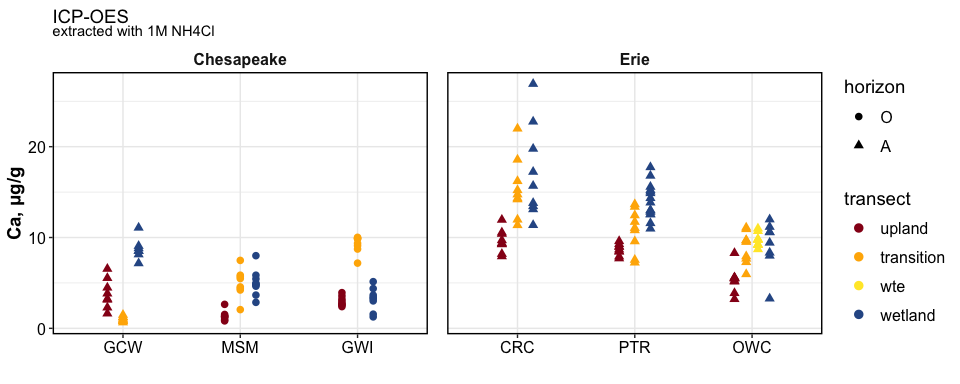 ICP-OES
extracted with 1M NH4Cl
Chesapeake
Erie
Ca, µg/g
20
10
0
GCW
MSM
GWI
CRC
PTR
OWC
horizon
O
A
transect
upland
transition
wte
wetland